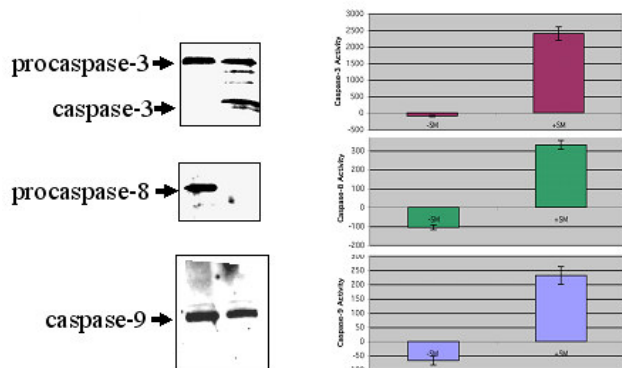 procaspase-3
caspase-3
procaspase-8
caspase-9
Caspase-3 Activity
3000
2500
2000
1500
1000
500
0
-500
-SM
+SM
Caspase-8 Activity
300
200
100
0
-100
-200
-SM
+SM
Caspase-9 Activity
300
250
200
150
100
50
0
-50
-100
-SM
+SM